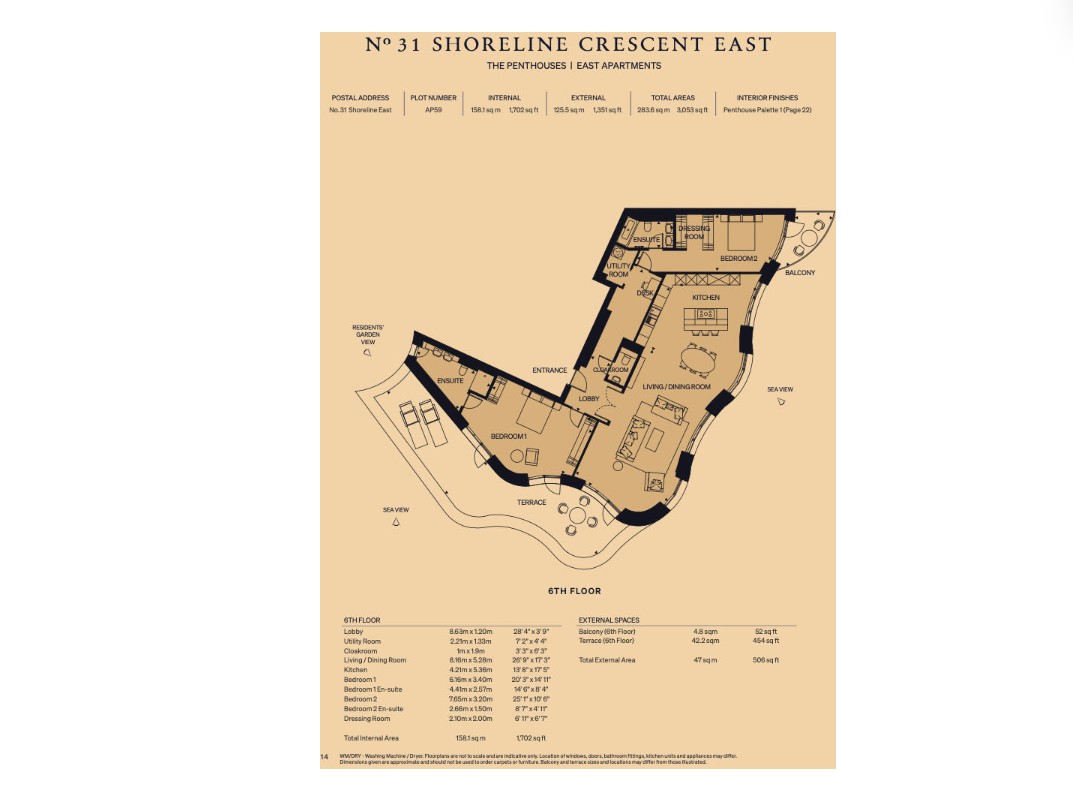 Nº 31 SHORELINE CRESCENT EAST
THE PENTHOUSES | EAST APARTMENTS
POSTAL ADDRESS PLOT NUMBER INTERNAL EXTERNAL TOTAL AREAS INTERIOR FINISHES
No.31 Shoreline East AP59 158.1 sq m 1,702 sq ft 125.5 sq m 1,351 sq ft 283.6 sq m 3,053 sq ft Penthouse Palette 1 (Page 22)
DRESSING
ROOM
ENSUITE
BEDROOM 2
UTILITY
ROOM
BALCONY
DESK
KITCHEN
RESIDENTS'
GARDEN
VIEW
ENTRANCE
CLOAKROOM
ENSUITE
LIVING / DINING ROOM
SEA VIEW
LOBBY
BEDROOM 1
TERRACE
SEA VIEW
6TH FLOOR
6TH FLOOR
Lobby 8.63m x 1.20m 28' 4" x 3' 9"
Utility Room 2.21m x 1.33m 7' 2" x 4' 4"
Cloakroom 1m x 1.9m 3' 3" x 6' 3"
Living / Dining Room 8.16m x 5.28m 26' 9" x 17' 3"
Kitchen 4.21m x 5.36m 13' 8" x 17' 5"
Bedroom 1 6.16m x 3.40m 20' 3" x 14' 11"
Bedroom 1 En-suite 4.41m x 2.57m 14' 6" x 8' 4"
Bedroom 2 7.65m x 3.20m 25' 1" x 10' 6"
Bedroom 2 En-suite 2.66m x 1.50m 8' 7" x 4' 11"
Dressing Room 2.10m x 2.00m 6' 11" x 6' 7"
Total Internal Area 158.1 sq m 1,702 sq ft
EXTERNAL SPACES
Balcony (6th Floor) 4.8 sqm 52 sq ft
Terrace (6th Floor) 42.2 sqm 454 sq ft
Total External Area 47 sq m 506 sq ft
14 WM/DRY - Washing Machine / Dryer. Floorplans are not to scale and are indicative only. Location of windows, doors, bathroom fittings, kitchen units and appliances may differ.
Dimensions given are approximate and should not be used to order carpets or furniture. Balcony and terrace sizes and locations may differ from those illustrated.